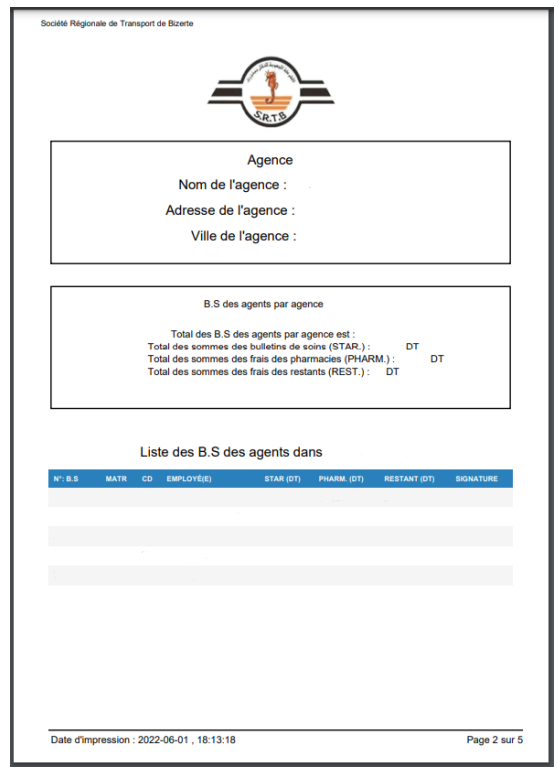 Société Régionale de Transport de Bizerte
S.R.T.B
Agence
Nom de l'agence :
Adresse de l'agence :
Ville de l'agence :
B.S des agents par agence
Total des B.S des agents par agence est :
Total des sommes des bulletins de soins (STAR.) : DT
Total des sommes des frais des pharmacies (PHARM.) : DT
Total des sommes des frais des restants (REST.) : DT
Liste des B.S des agents dans
N°: B.S MATR CD EMPLOYÉ(E) STAR (DT) PHARM. (DT) RESTANT (DT) SIGNATURE
Date d'impression : 2022-06-01 , 18:13:18 Page 2 sur 5